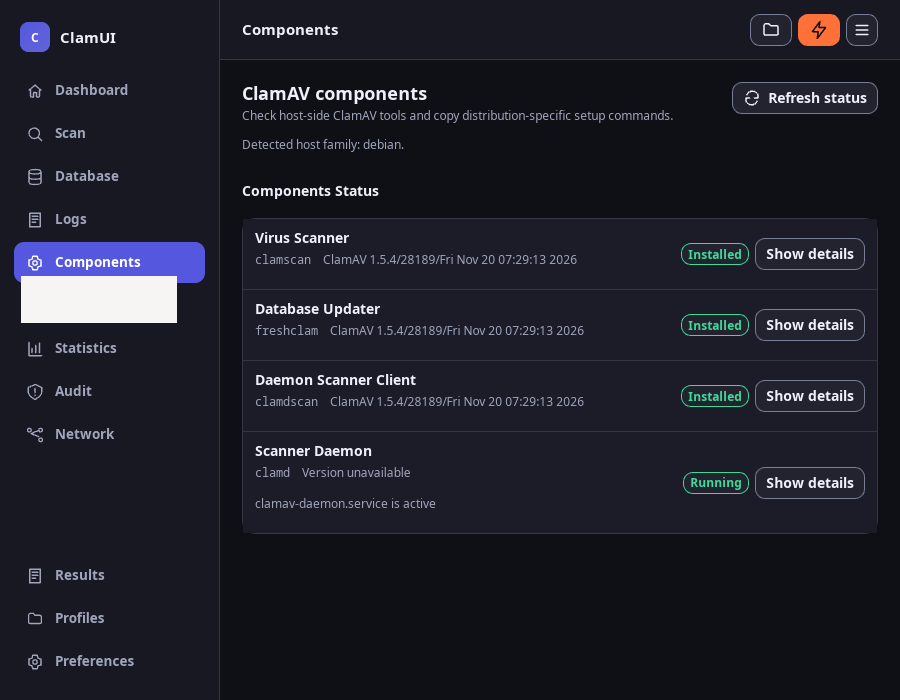 C ClamUI
Dashboard
Scan
Database
Logs
Components
Statistics
Audit
Network
Results
Profiles
Preferences
Components
ClamAV components
Check host-side ClamAV tools and copy distribution-specific setup commands.
Refresh status
Detected host family: debian.
Components Status
Virus Scanner
clamscan ClamAV 1.5.4/28189/Fri Nov 20 07:29:13 2026
Installed Show details
Database Updater
freshclam ClamAV 1.5.4/28189/Fri Nov 20 07:29:13 2026
Installed Show details
Daemon Scanner Client
clamdscan ClamAV 1.5.4/28189/Fri Nov 20 07:29:13 2026
Installed Show details
Scanner Daemon
clamd Version unavailable
clamav-daemon.service is active
Running Show details